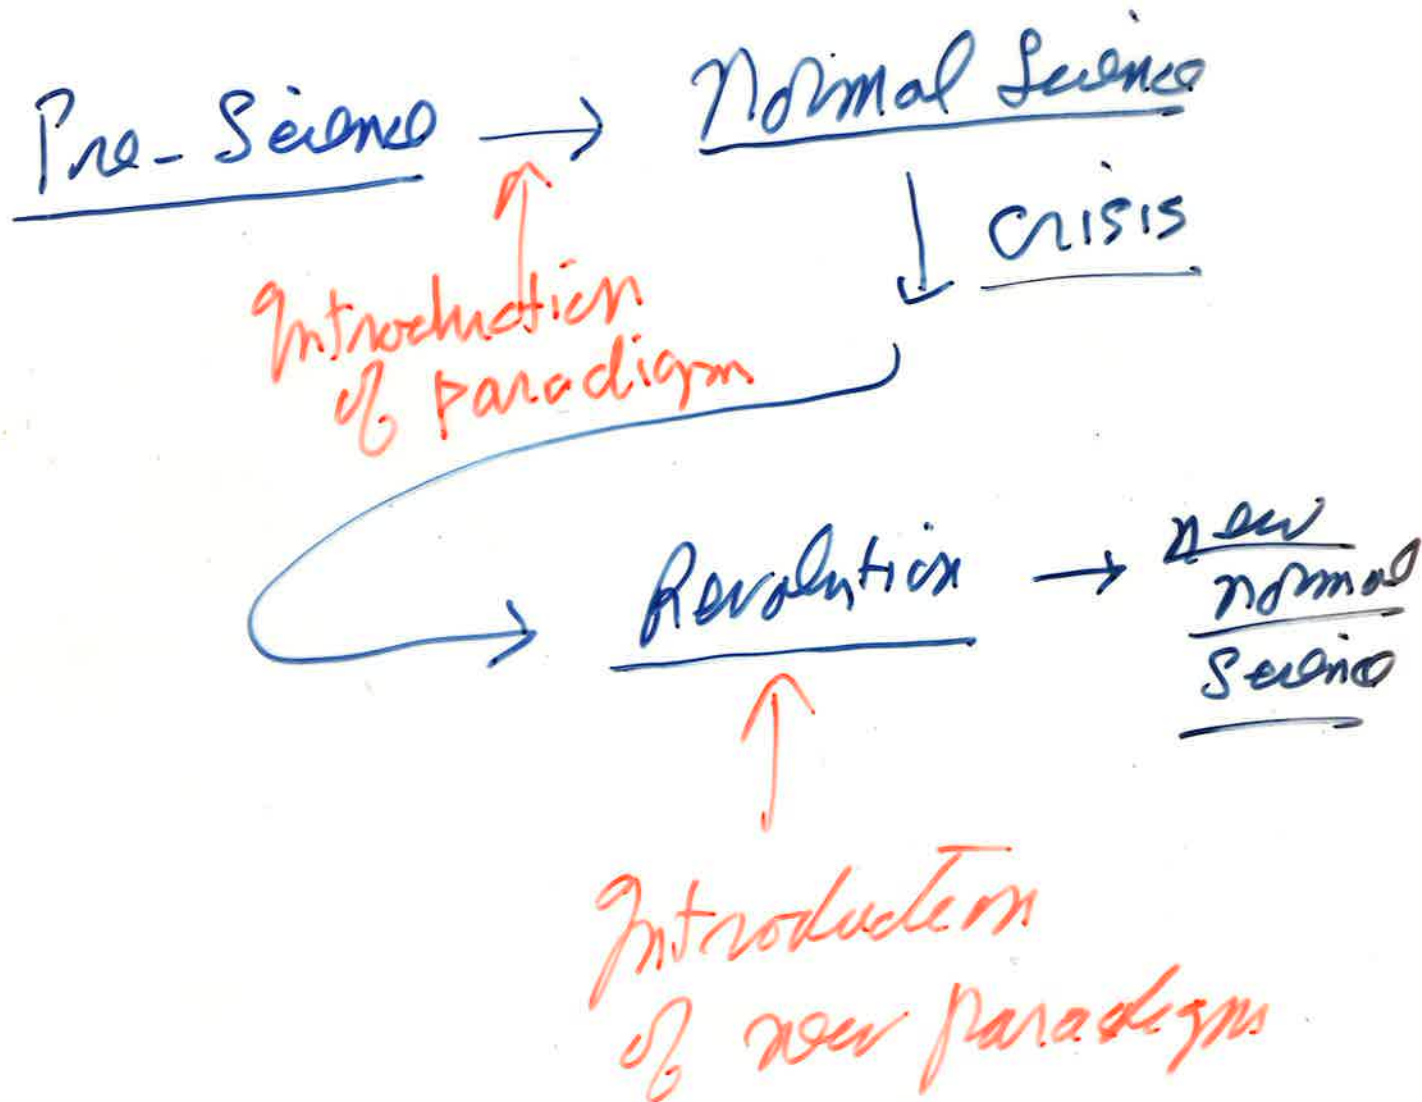 Pre-Science → Normal Science
↓ Crisis
Introduction
of paradigm
Revolution → new
normal
Science
Introduction
of new paradigm